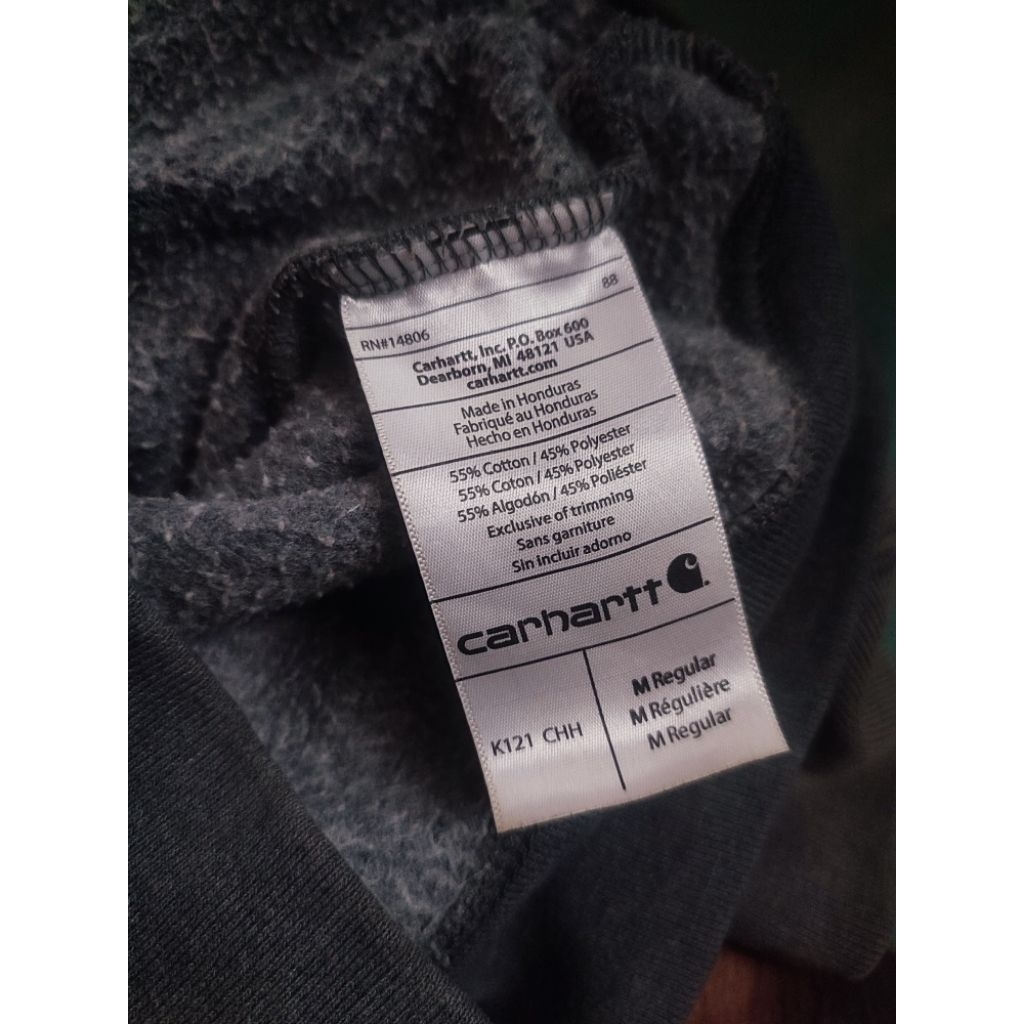 88
RN#14806
Carhartt, Inc. P.O. Box 600
Dearborn, MI 48121 USA
carhartt.com
Made in Honduras
Fabriqué au Honduras
Hecho en Honduras
55% Cotton / 45% Polyester
55% Coton / 45% Polyester
55% Algodón / 45% Poliéster
Exclusive of trimming
Sans garniture
Sin incluir adorno
carhartt
K121 CHH
M Regular
M Régulière
M Regular